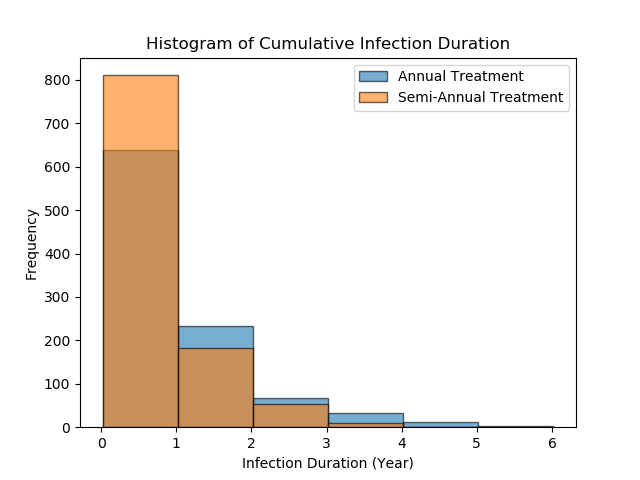 Histogram of Cumulative Infection Duration
Annual Treatment
Semi-Annual Treatment
800
700
600
500
400
300
200
100
0
Frequency
0 1 2 3 4 5 6
Infection Duration (Year)